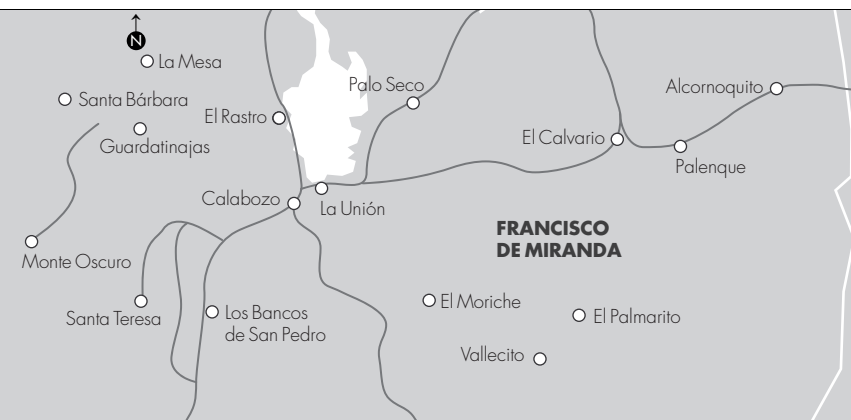 N
La Mesa
Santa Bárbara
Guardatinajas
El Rastro
Palo Seco
Alcornoquito
El Calvario
Palenque
Calabozo
La Unión
FRANCISCO
DE MIRANDA
Monte Oscuro
Santa Teresa
Los Bancos
de San Pedro
El Moriche
El Palmarito
Vallecito